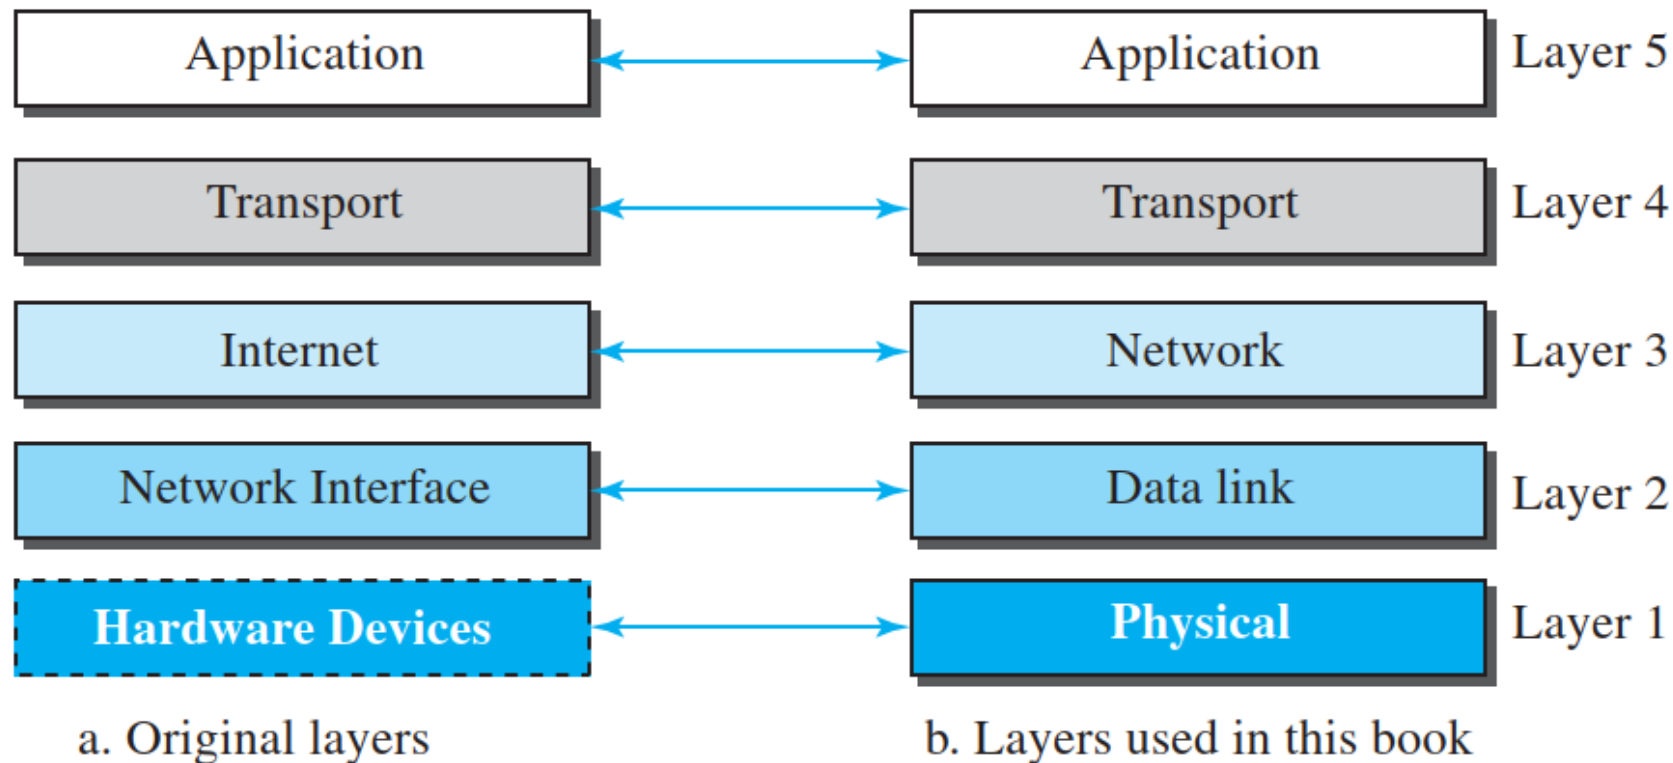 Application
Application
Layer 5
Transport
Transport
Layer 4
Internet
Network
Layer 3
Network Interface
Data link
Layer 2
Hardware Devices
Physical
Layer 1
a. Original layers
b. Layers used in this book